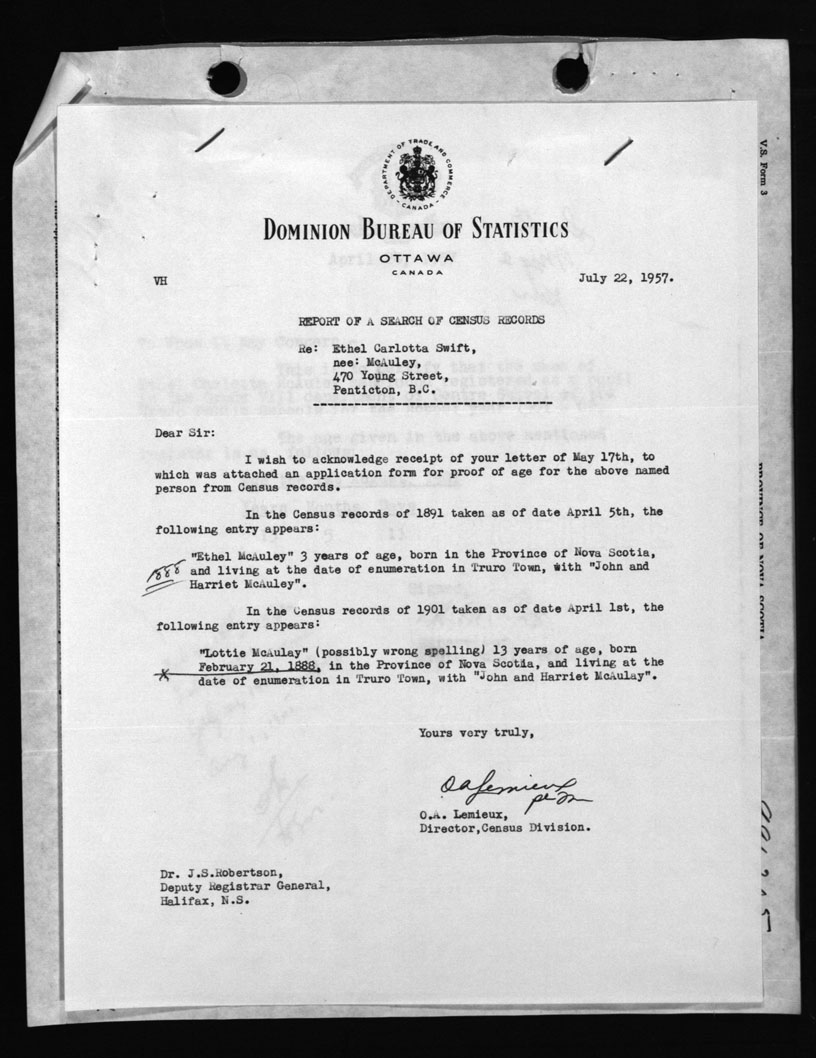 DEPARTMENT OF TRADE AND COMMERCE
CANADA
V.S. Form 3
DOMINION BUREAU OF STATISTICS
OTTAWA
CANADA
VH
July 22, 1957.
REPORT OF A SEARCH OF CENSUS RECORDS
Re: Ethel Carlotta Swift,
nee: McAuley,
470 Young Street,
Penticton, B.C.
Dear Sir:
I wish to acknowledge receipt of your letter of May 17th, to
which was attached an application form for proof of age for the above named
person from Census records.
In the Census records of 1891 taken as of date April 5th, the
following entry appears:
"Ethel McAuley" 3 years of age, born in the Province of Nova Scotia,
1888 and living at the date of enumeration in Truro Town, with "John and
Harriet McAuley".
In the Census records of 1901 taken as of date April 1st, the
following entry appears:
"Lottie McAulay" (possibly wrong spelling) 13 years of age, born
February 21, 1888, in the Province of Nova Scotia, and living at the
x date of enumeration in Truro Town, with "John and Harriet McAulay".
Yours very truly,
OALemieux
O.A. Lemieux,
Director,Census Division.
Dr. J.S.Robertson,
Deputy Registrar General,
Halifax, N.S.